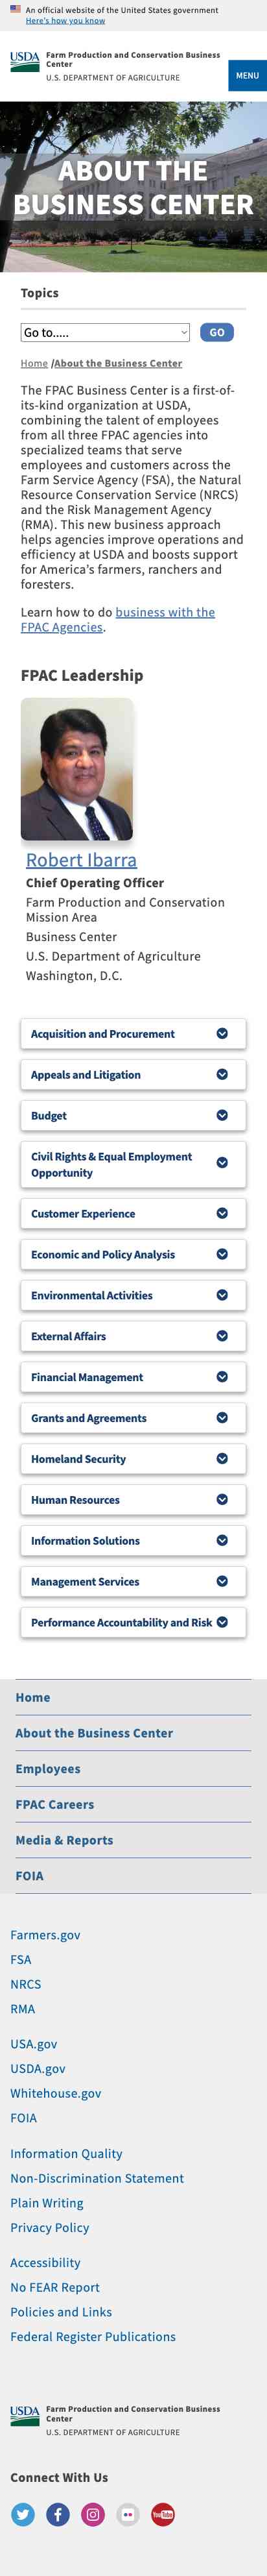 An official website of the United States government
Here's how you know
USDA
Farm Production and Conservation Business
Center
U.S. DEPARTMENT OF AGRICULTURE
MENU
ABOUT THE
BUSINESS CENTER
Topics
Go to.....
GO
Home /About the Business Center
The FPAC Business Center is a first-of-
its-kind organization at USDA,
combining the talent of employees
from all three FPAC agencies into
specialized teams that serve
employees and customers across the
Farm Service Agency (FSA), the Natural
Resource Conservation Service (NRCS)
and the Risk Management Agency
(RMA). This new business approach
helps agencies improve operations and
efficiency at USDA and boosts support
for America's farmers, ranchers and
foresters.
Learn how to do business with the
FPAC Agencies.
FPAC Leadership
Robert Ibarra
Chief Operating Officer
Farm Production and Conservation
Mission Area
Business Center
U.S. Department of Agriculture
Washington, D.C.
Acquisition and Procurement
Appeals and Litigation
Budget
Civil Rights & Equal Employment
Opportunity
Customer Experience
Economic and Policy Analysis
Environmental Activities
External Affairs
Financial Management
Grants and Agreements
Homeland Security
Human Resources
Information Solutions
Management Services
Performance Accountability and Risk
Home
About the Business Center
Employees
FPAC Careers
Media & Reports
FOIA
Farmers.gov
FSA
NRCS
RMA
USA.gov
USDA.gov
Whitehouse.gov
FOIA
Information Quality
Non-Discrimination Statement
Plain Writing
Privacy Policy
Accessibility
No FEAR Report
Policies and Links
Federal Register Publications
USDA
Farm Production and Conservation Business
Center
U.S. DEPARTMENT OF AGRICULTURE
Connect With Us
YouTube